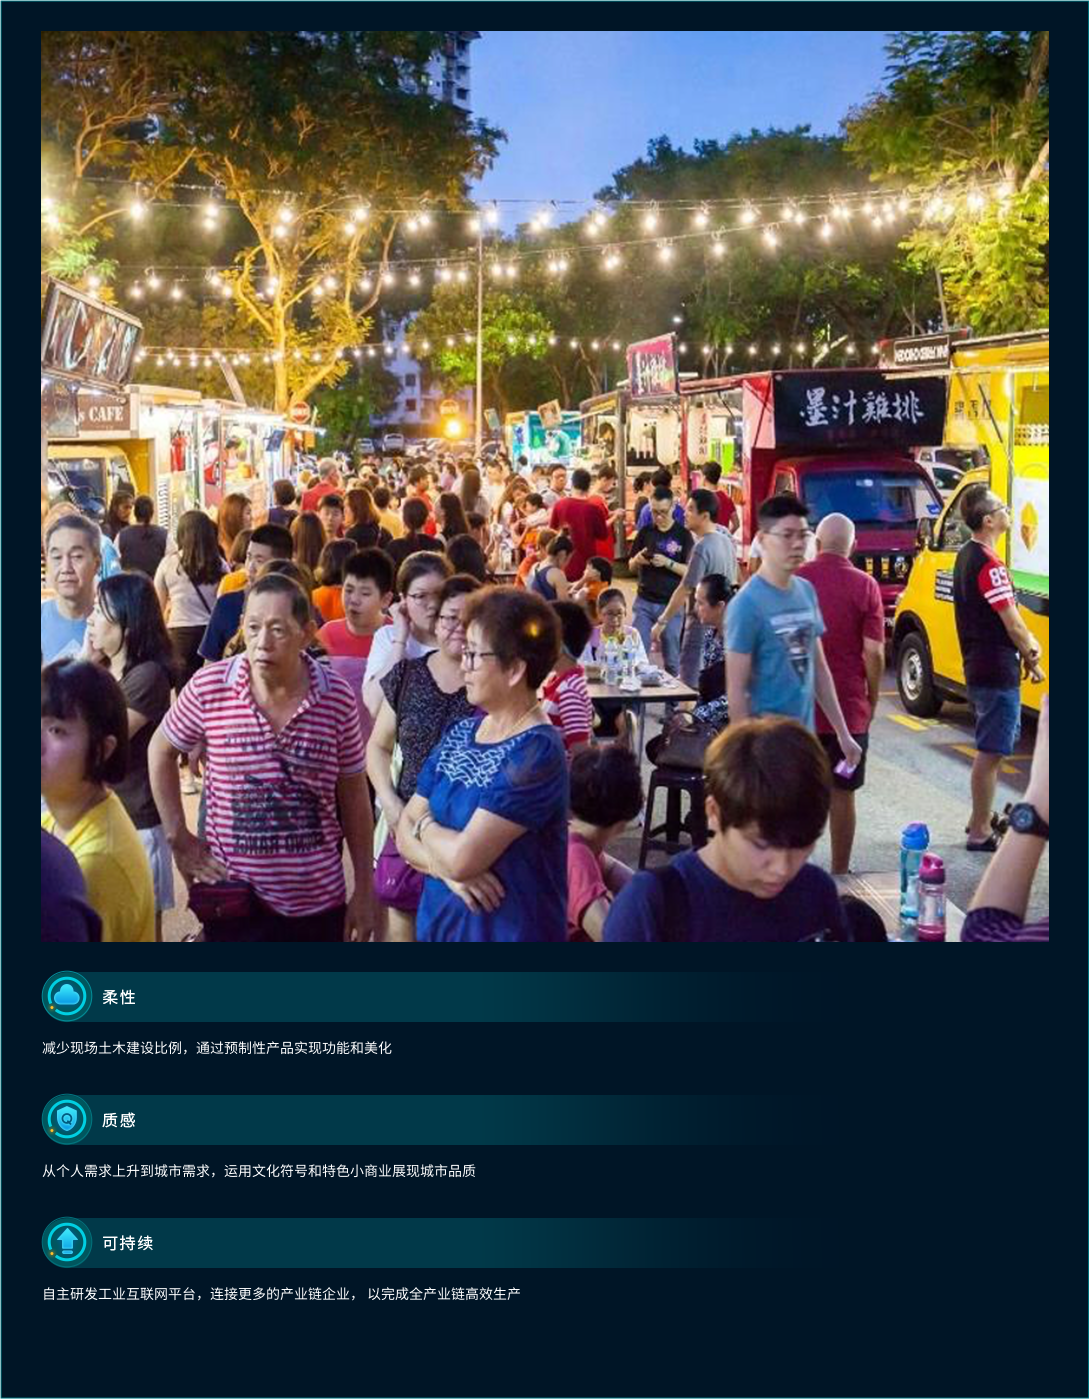 s CAFE
墨汁雞排
墨汁雞排
85
柔性
减少现场土木建设比例，通过预制性产品实现功能和美化
质感
从个人需求上升到城市需求，运用文化符号和特色小商业展现城市品质
可持续
自主研发工业互联网平台，连接更多的产业链企业， 以完成全产业链高效生产